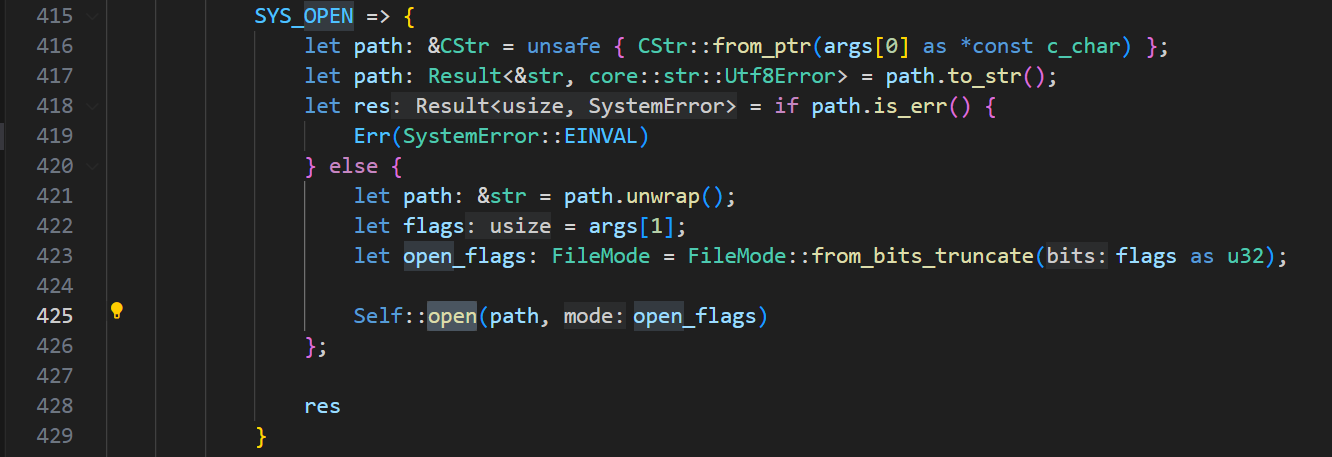 415 SYS_OPEN => {
416 let path: &CStr = unsafe { CStr::from_ptr(args[0] as *const c_char) };
417 let path: Result<&str, core::str::Utf8Error> = path.to_str();
418 let res: Result<usize, SystemError> = if path.is_err() {
419 Err(SystemError::EINVAL)
420 } else {
421 let path: &str = path.unwrap();
422 let flags: usize = args[1];
423 let open_flags: FileMode = FileMode::from_bits_truncate(bits: flags as u32);
424
425 Self::open(path, mode: open_flags)
426 };
427
428 res
429 }